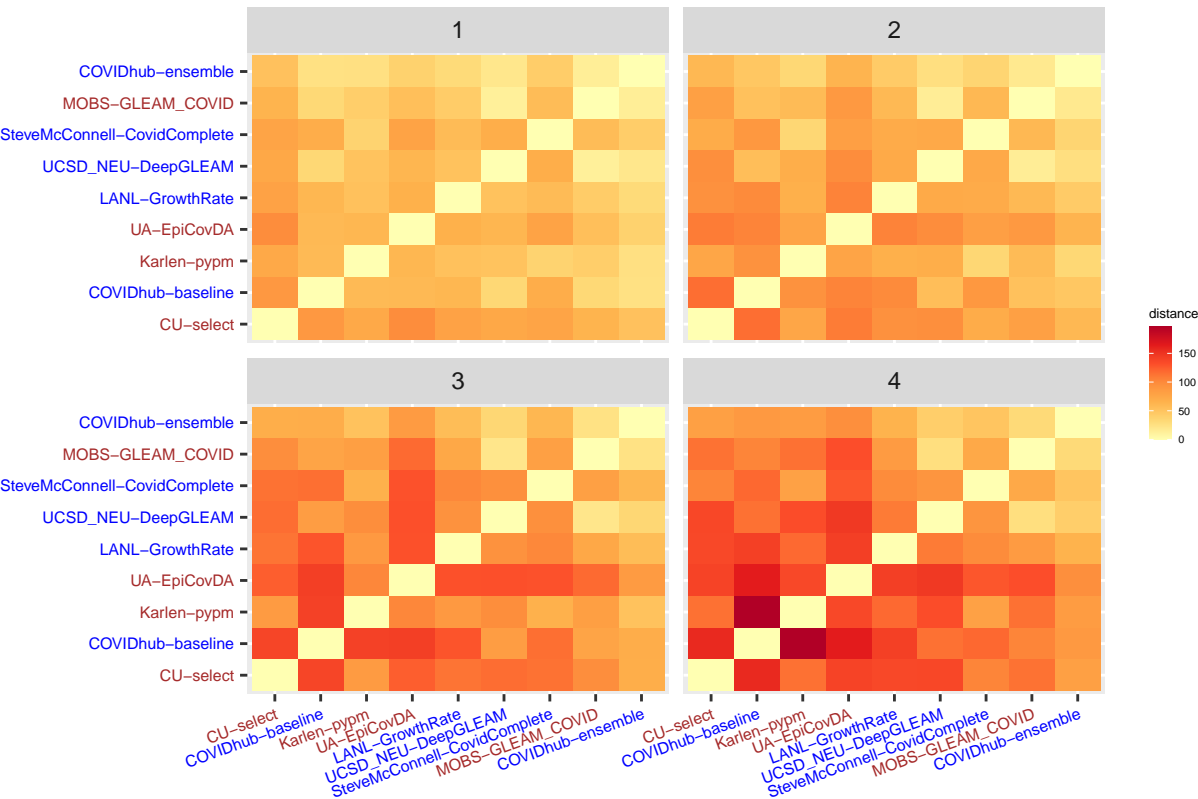 1
2
COVIDhub−ensemble
MOBS−GLEAM_COVID
SteveMcConnell−CovidComplete
UCSD_NEU−DeepGLEAM
LANL−GrowthRate
UA−EpiCovDA
Karlen−pypm
COVIDhub−baseline
CU−select
distance
150
100
50
0
3
4
COVIDhub−ensemble
MOBS−GLEAM_COVID
SteveMcConnell−CovidComplete
UCSD_NEU−DeepGLEAM
LANL−GrowthRate
UA−EpiCovDA
Karlen−pypm
COVIDhub−baseline
CU−select
CU−select
COVIDhub−baseline
Karlen−pypm
UA−EpiCovDA
LANL−GrowthRate
UCSD_NEU−DeepGLEAM
SteveMcConnell−CovidComplete
MOBS−GLEAM_COVID
COVIDhub−ensemble
CU−select
COVIDhub−baseline
Karlen−pypm
UA−EpiCovDA
LANL−GrowthRate
UCSD_NEU−DeepGLEAM
SteveMcConnell−CovidComplete
MOBS−GLEAM_COVID
COVIDhub−ensemble